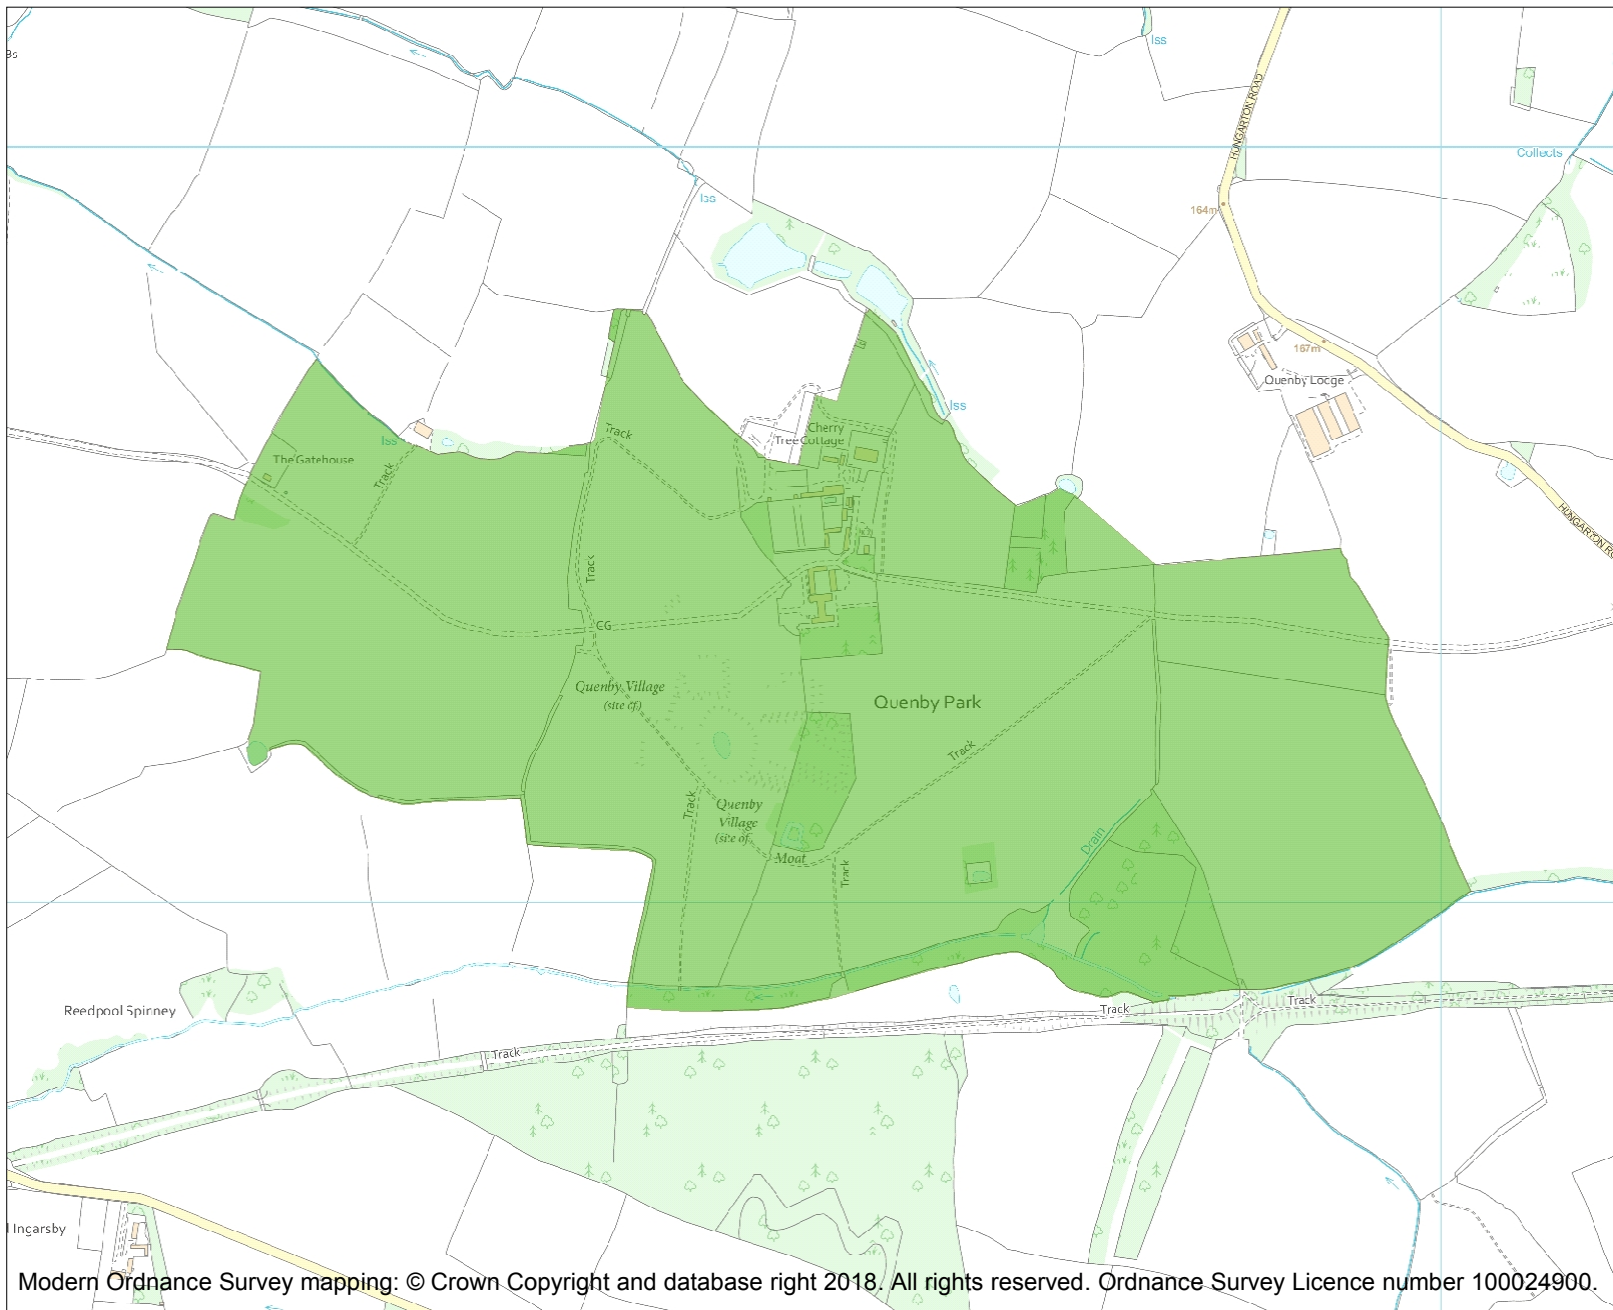 Bs
Iss
HUNGARTON ROAD
Collects
Iss
164m
167m
Quenby Locge
Iss
Iss
Track
Cherry
Tree Cottage
The Gatehouse
Track
HUNGARTON RO
Track
CG
Quenby Village
(site of)
Quenby Park
Track
Track
Quenby
Village
(site of)
Drain
Moat
Track
Reedpool Spinney
Track
Track
Track
l Ingarsby
Modern Ordnance Survey mapping: © Crown Copyright and database right 2018. All rights reserved. Ordnance Survey Licence number 100024900.